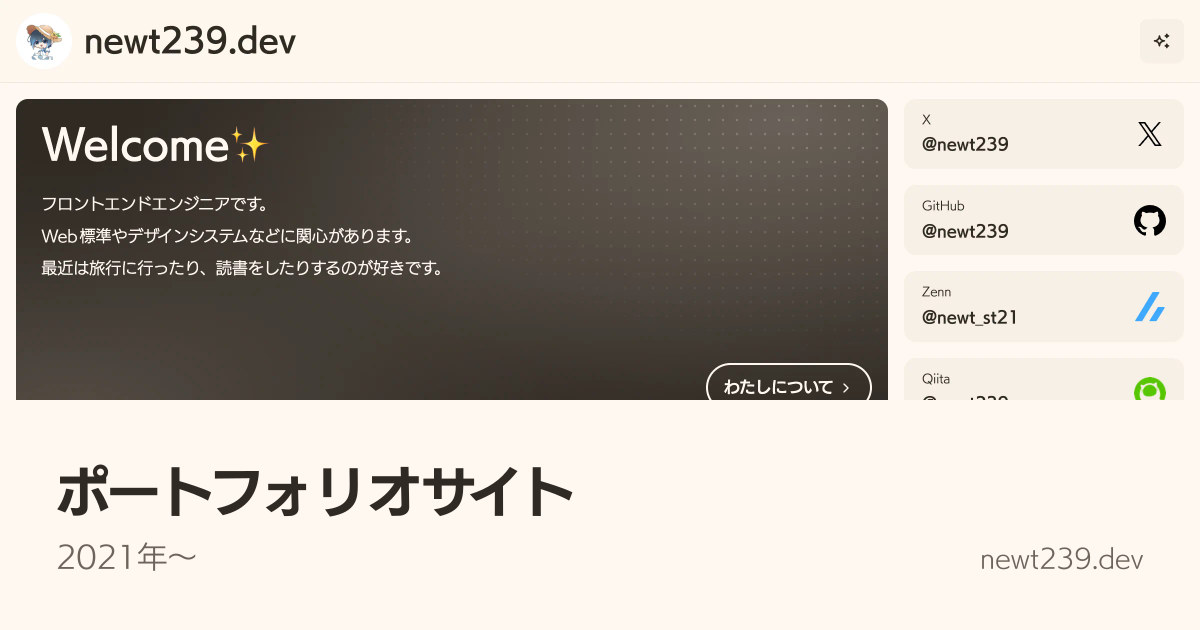 newt239.dev
Welcome✨
フロントエンドエンジニアです。
Web標準やデザインシステムなどに関心があります。
最近は旅行に行ったり、読書をしたりするのが好きです。
わたしについて
X
@newt239
GitHub
@newt239
Zenn
@newt_st21
Qiita
ポートフォリオサイト
2021年〜
newt239.dev